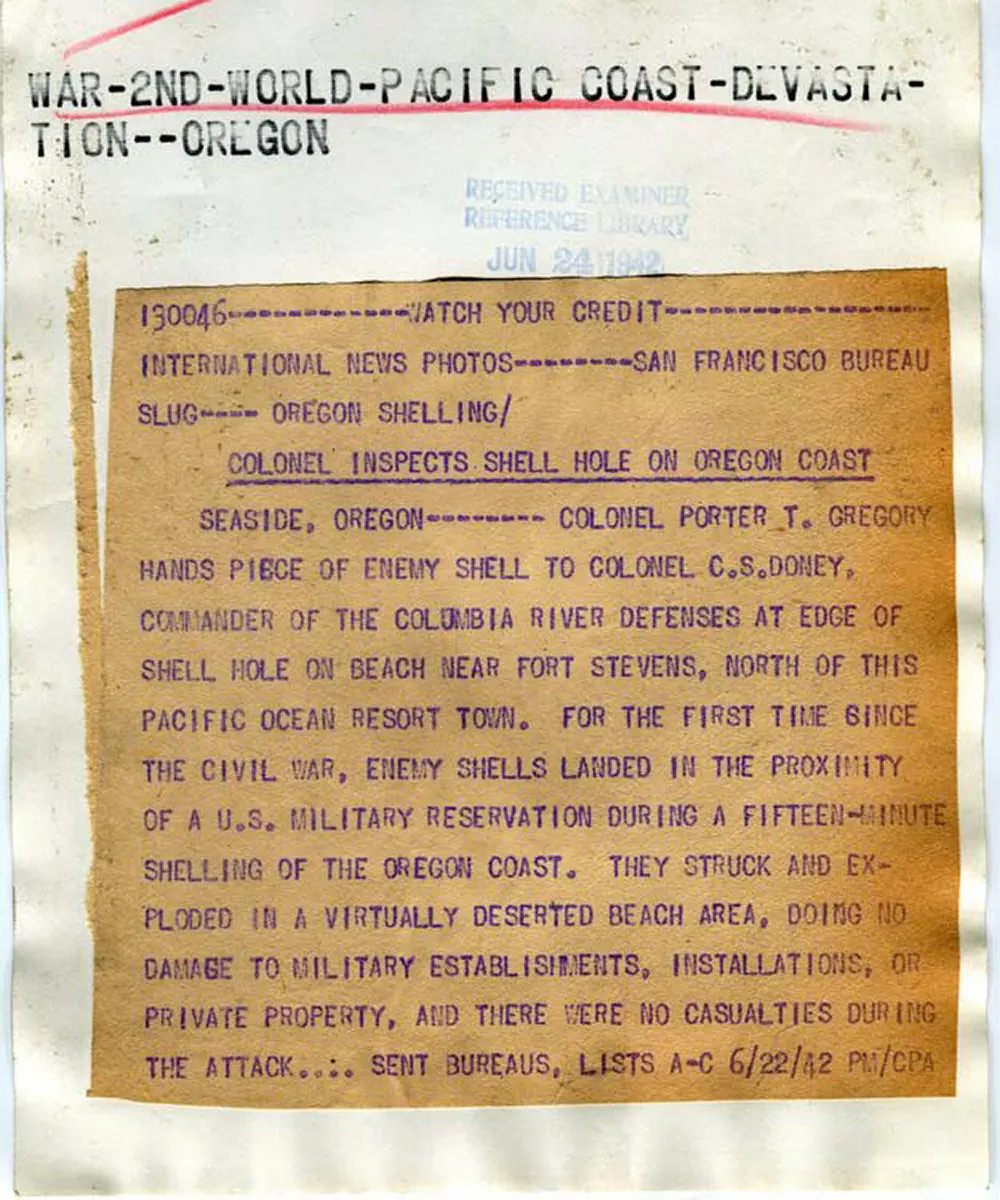 WAR-2ND-WORLD-PACIFIC COAST-DEVASTA-
TION--OREGON
RECEIVED EXAMINER
REFERENCE LIBRARY
JUN 24 1942
130046------------WATCH YOUR CREDIT------------------
INTERNATIONAL NEWS PHOTOS--------SAN FRANCISCO BUREAU
SLUG---- OREGON SHELLING/
COLONEL INSPECTS SHELL HOLE ON OREGON COAST
SEASIDE, OREGON-------- COLONEL PORTER T. GREGORY
HANDS PIECE OF ENEMY SHELL TO COLONEL C.S.DONEY,
COMMANDER OF THE COLUMBIA RIVER DEFENSES AT EDGE OF
SHELL HOLE ON BEACH NEAR FORT STEVENS, NORTH OF THIS
PACIFIC OCEAN RESORT TOWN. FOR THE FIRST TIME SINCE
THE CIVIL WAR, ENEMY SHELLS LANDED IN THE PROXIMITY
OF A U.S. MILITARY RESERVATION DURING A FIFTEEN-MINUTE
SHELLING OF THE OREGON COAST. THEY STRUCK AND EX-
PLODED IN A VIRTUALLY DESERTED BEACH AREA, DOING NO
DAMAGE TO MILITARY ESTABLISHMENTS, INSTALLATIONS, OR
PRIVATE PROPERTY, AND THERE WERE NO CASUALTIES DURING
THE ATTACK..:. SENT BUREAUS, LISTS A-C 6/22/42 PM/CPA